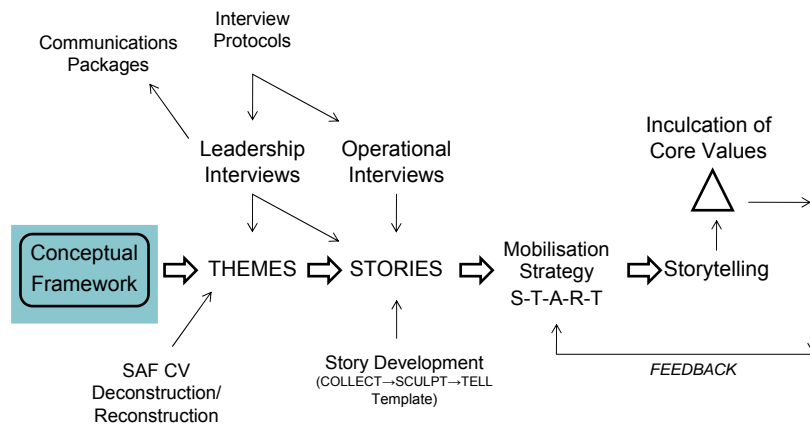 Interview
Protocols
Communications
Packages
Leadership
Interviews
Operational
Interviews
Inculcation of
Core Values
Conceptual
Framework
THEMES
STORIES
Mobilisation
Strategy
S-T-A-R-T
Storytelling
SAF CV
Deconstruction/
Reconstruction
Story Development
(COLLECT→SCULPT→TELL
Template)
FEEDBACK